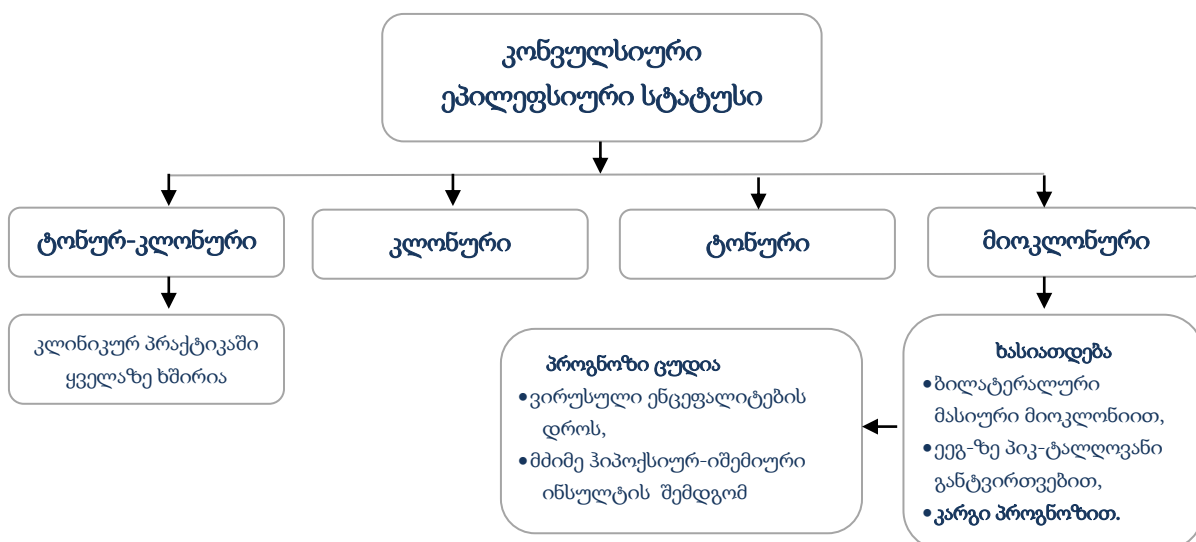 კონვულსიური
ეპილეფსიური სტატუსი
ტონურ-კლონური
კლონური
ტონური
მიოკლონური
კლინიკურ პრაქტიკაში
ყველაზე ხშირია
პროგნოზი ცუდია
•ვირუსული ენცეფალიტების
დროს,
•მძიმე ჰიპოქსიურ-იშემიური
ინსულტის შემდგომ
ხასიათდება
•ბილატერალური
მასიური მიოკლონიით,
•ეეგ-ზე პიკ-ტალღოვანი
განტვირთვებით,
•კარგი პროგნოზით.